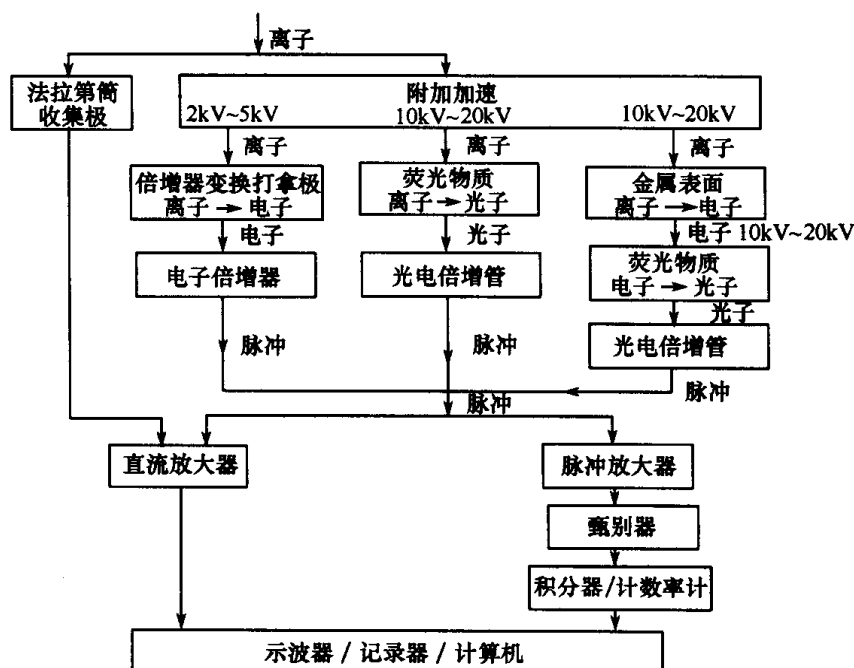 离子
法拉第筒
收集极
附加加速
2kV~5kV
10kV~20kV
10kV~20kV
离子
离子
离子
倍增器变换打拿极
离子→电子
荧光物质
离子→光子
金属表面
离子→电子
电子
光子
电子 10kV~20kV
电子倍增器
光电倍增管
荧光物质
电子→光子
光子
光电倍增管
脉冲
脉冲
脉冲
脉冲
直流放大器
脉冲放大器
甄别器
积分器/计数率计
示波器 / 记录器 / 计算机